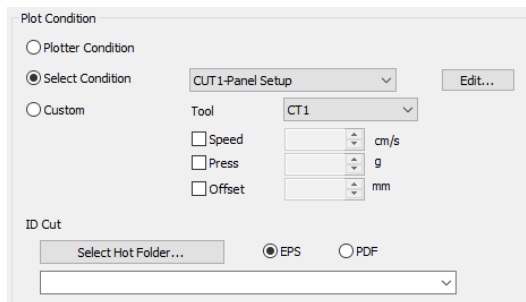 Plot Condition
Plotter Condition
Select Condition CUT1-Panel Setup Edit...
Custom Tool CT1
Speed cm/s
Press g
Offset mm
ID Cut
Select Hot Folder... EPS PDF